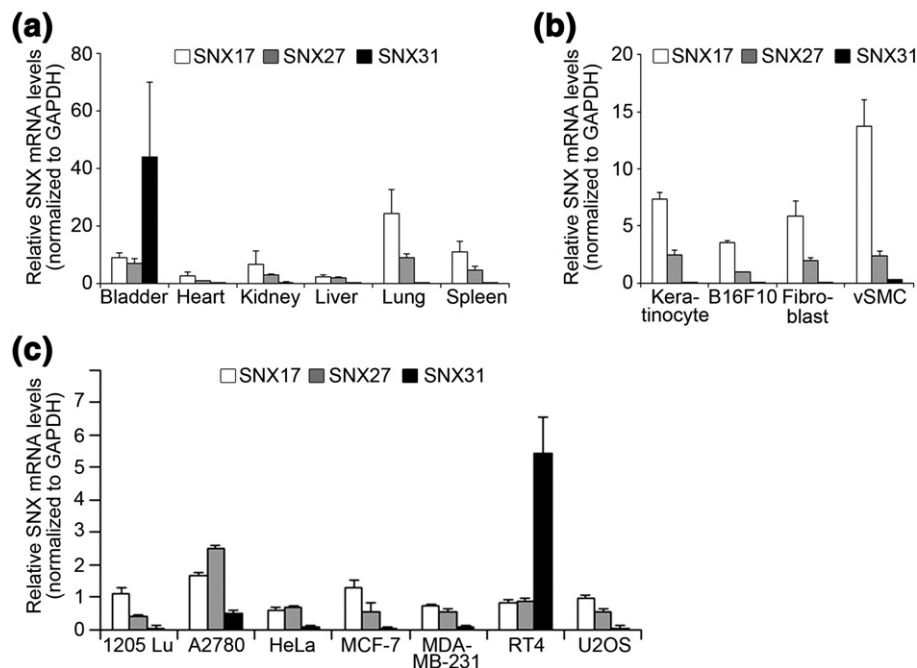 (a)
Relative SNX mRNA levels
(normalized to GAPDH)
80
60
40
20
0
SNX17 SNX27 SNX31
Bladder Heart Kidney Liver Lung Spleen
(b)
Relative SNX mRNA levels
(normalized to GAPDH)
20
15
10
5
0
SNX17 SNX27 SNX31
Kera- B16F10 Fibro- vSMC
tinocyte blast
(c)
Relative SNX mRNA levels
(normalized to GAPDH)
7
6
5
4
3
2
1
0
SNX17 SNX27 SNX31
1205 Lu A2780 HeLa MCF-7 MDA- RT4 U2OS
MB-231